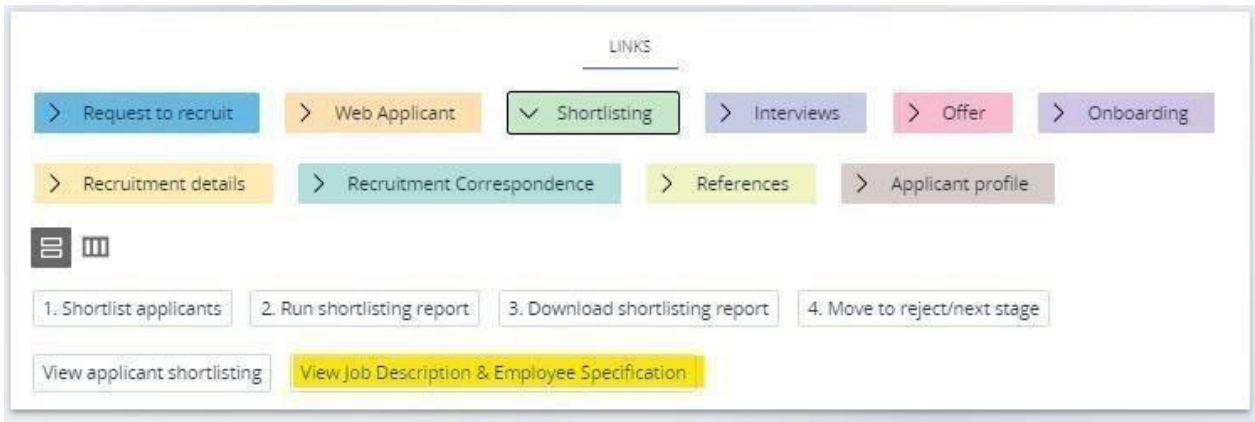 LINKS
Request to recruit Web Applicant Shortlisting Interviews Offer Onboarding
Recruitment details Recruitment Correspondence References Applicant profile
1. Shortlist applicants 2. Run shortlisting report 3. Download shortlisting report 4. Move to reject/next stage
View applicant shortlisting View Job Description & Employee Specification